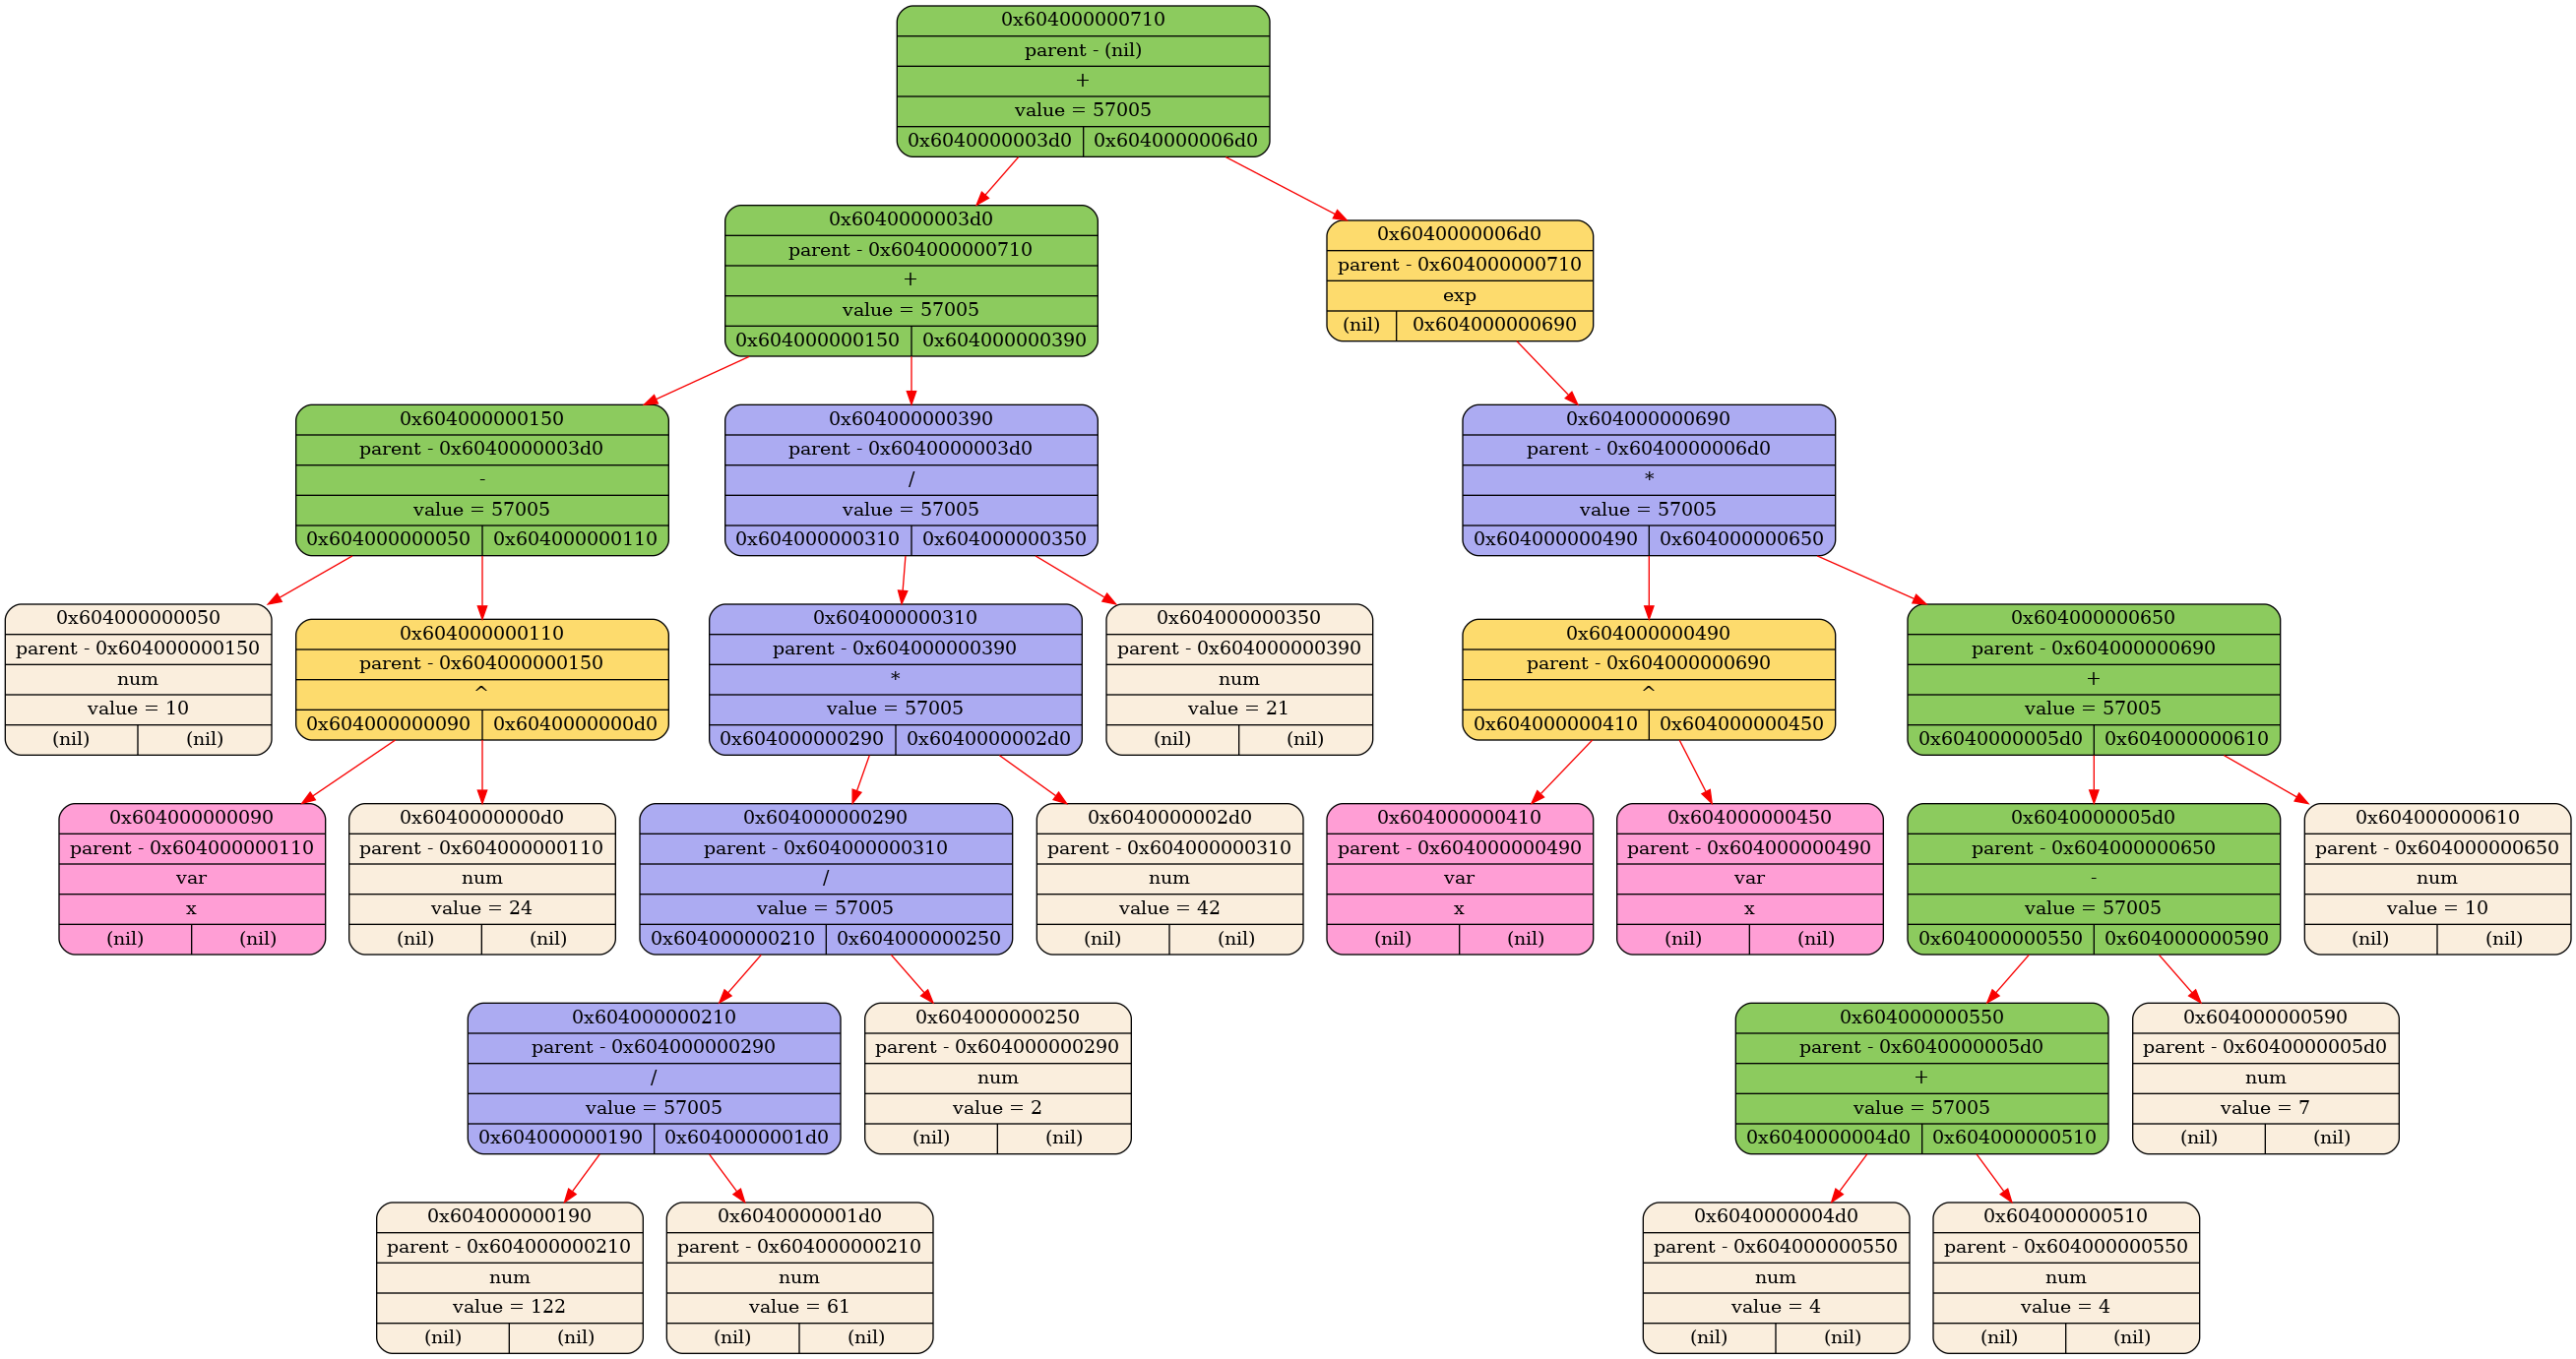 0x604000000710
parent - (nil)
+
value = 57005
0x6040000003d0 0x6040000006d0
0x6040000003d0
parent - 0x604000000710
+
value = 57005
0x604000000150 0x604000000390
0x6040000006d0
parent - 0x604000000710
exp
(nil) 0x604000000690
0x604000000150
parent - 0x6040000003d0
-
value = 57005
0x604000000050 0x604000000110
0x604000000390
parent - 0x6040000003d0
/
value = 57005
0x604000000310 0x604000000350
0x604000000690
parent - 0x6040000006d0
*
value = 57005
0x604000000490 0x604000000650
0x604000000050
parent - 0x604000000150
num
value = 10
(nil) (nil)
0x604000000110
parent - 0x604000000150
^
0x604000000090 0x6040000000d0
0x604000000310
parent - 0x604000000390
*
value = 57005
0x604000000290 0x6040000002d0
0x604000000350
parent - 0x604000000390
num
value = 21
(nil) (nil)
0x604000000490
parent - 0x604000000690
^
0x604000000410 0x604000000450
0x604000000650
parent - 0x604000000690
+
value = 57005
0x6040000005d0 0x604000000610
0x604000000090
parent - 0x604000000110
var
x
(nil) (nil)
0x6040000000d0
parent - 0x604000000110
num
value = 24
(nil) (nil)
0x604000000290
parent - 0x604000000310
/
value = 57005
0x604000000210 0x604000000250
0x6040000002d0
parent - 0x604000000310
num
value = 42
(nil) (nil)
0x604000000410
parent - 0x604000000490
var
x
(nil) (nil)
0x604000000450
parent - 0x604000000490
var
x
(nil) (nil)
0x6040000005d0
parent - 0x604000000650
-
value = 57005
0x604000000550 0x604000000590
0x604000000610
parent - 0x604000000650
num
value = 10
(nil) (nil)
0x604000000210
parent - 0x604000000290
/
value = 57005
0x604000000190 0x6040000001d0
0x604000000250
parent - 0x604000000290
num
value = 2
(nil) (nil)
0x604000000550
parent - 0x6040000005d0
+
value = 57005
0x6040000004d0 0x604000000510
0x604000000590
parent - 0x6040000005d0
num
value = 7
(nil) (nil)
0x604000000190
parent - 0x604000000210
num
value = 122
(nil) (nil)
0x6040000001d0
parent - 0x604000000210
num
value = 61
(nil) (nil)
0x6040000004d0
parent - 0x604000000550
num
value = 4
(nil) (nil)
0x604000000510
parent - 0x604000000550
num
value = 4
(nil) (nil)